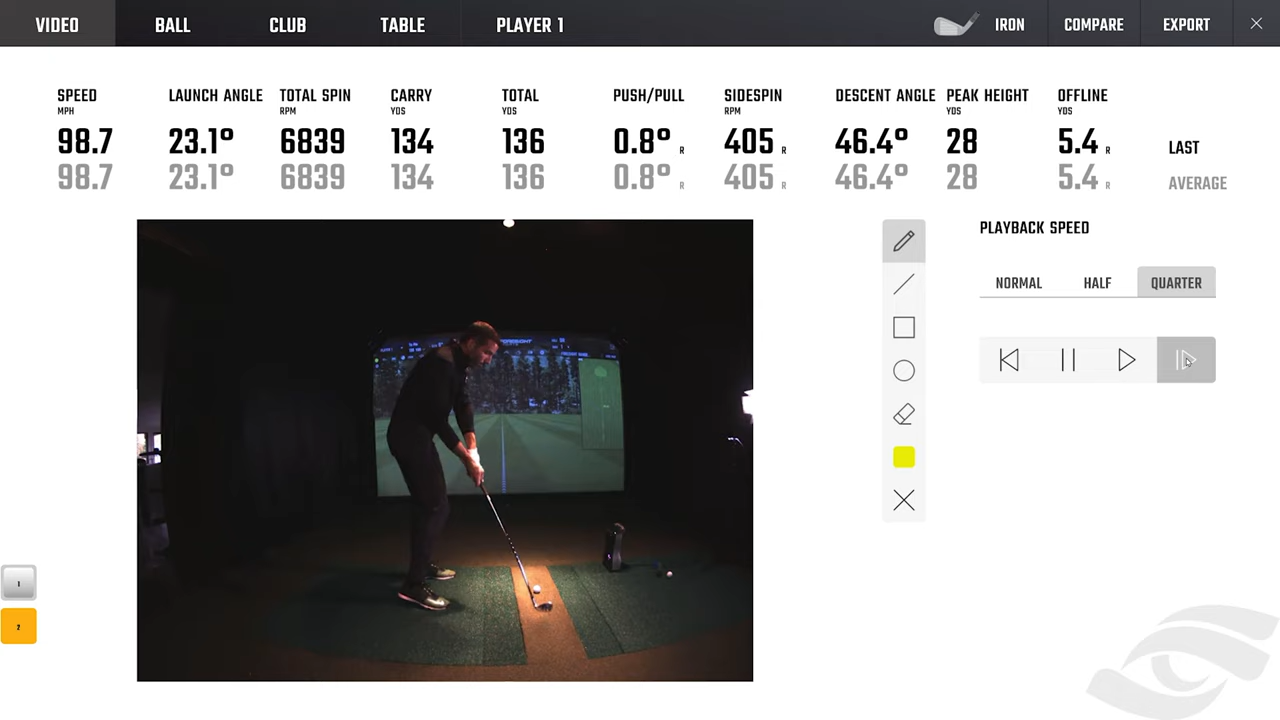 VIDEO BALL CLUB TABLE PLAYER 1 IRON COMPARE EXPORT
SPEED LAUNCH ANGLE TOTAL SPIN CARRY TOTAL PUSH/PULL SIDESPIN DESCENT ANGLE PEAK HEIGHT OFFLINE
MPH RPM YDS YDS RPM YDS YDS
98.7 23.1° 6839 134 136 0.8° R 405 R 46.4° 28 5.4 R LAST
98.7 23.1° 6839 134 136 0.8° R 405 R 46.4° 28 5.4 R AVERAGE
PLAYBACK SPEED
NORMAL HALF QUARTER
1
2